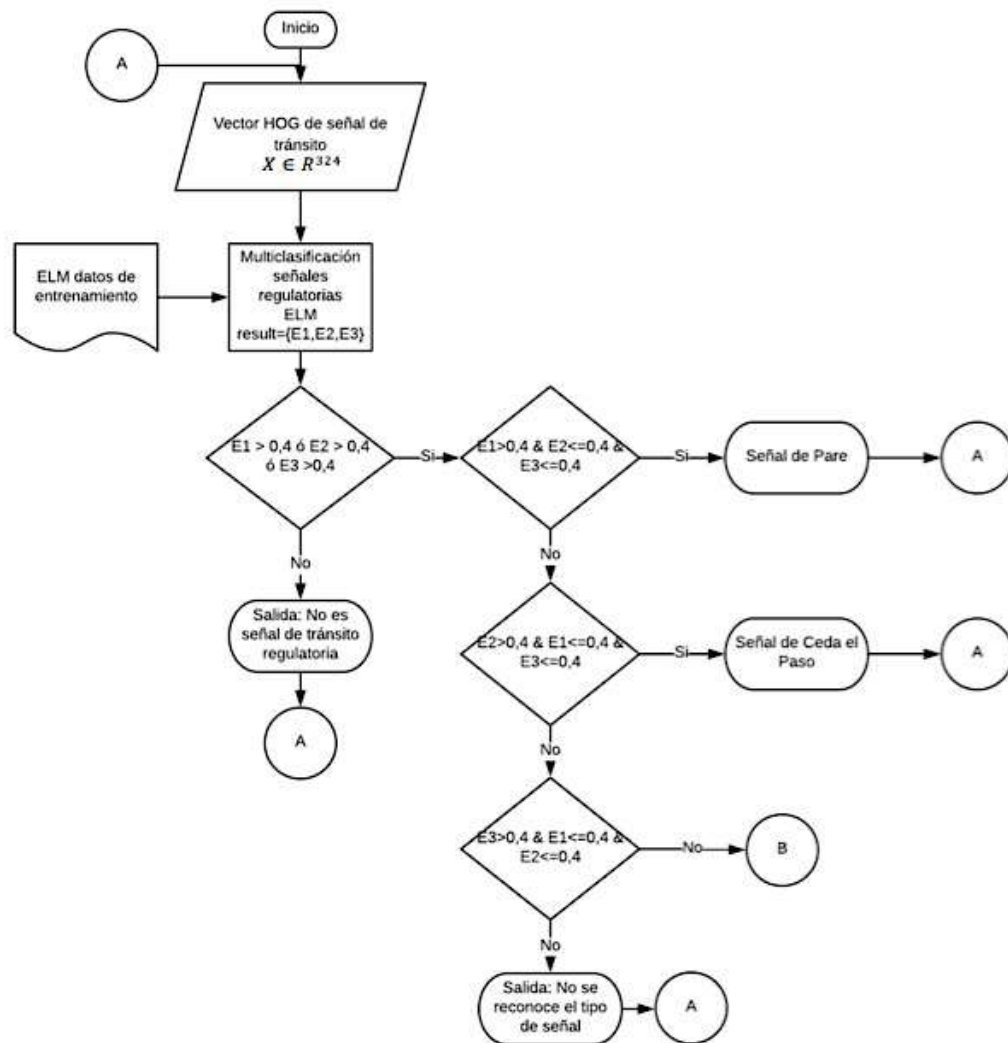 Inicio
A
Vector HOG de señal de
tránsito
X ∈ R³²⁴
ELM datos de
entrenamiento
Multiclasificación
señales
regulatorias
ELM
result={E1,E2,E3}
E1 > 0,4 ó E2 > 0,4
ó E3 >0,4
Si
E1>0,4 & E2<=0,4 &
E3<=0,4
Si
Señal de Pare
A
No
No
Salida: No es
señal de tránsito
regulatoria
A
E2>0,4 & E1<=0,4 &
E3<=0,4
Si
Señal de Ceda el
Paso
A
No
E3>0,4 & E1<=0,4 &
E2<=0,4
No
B
No
Salida: No se
reconoce el tipo
de señal
A